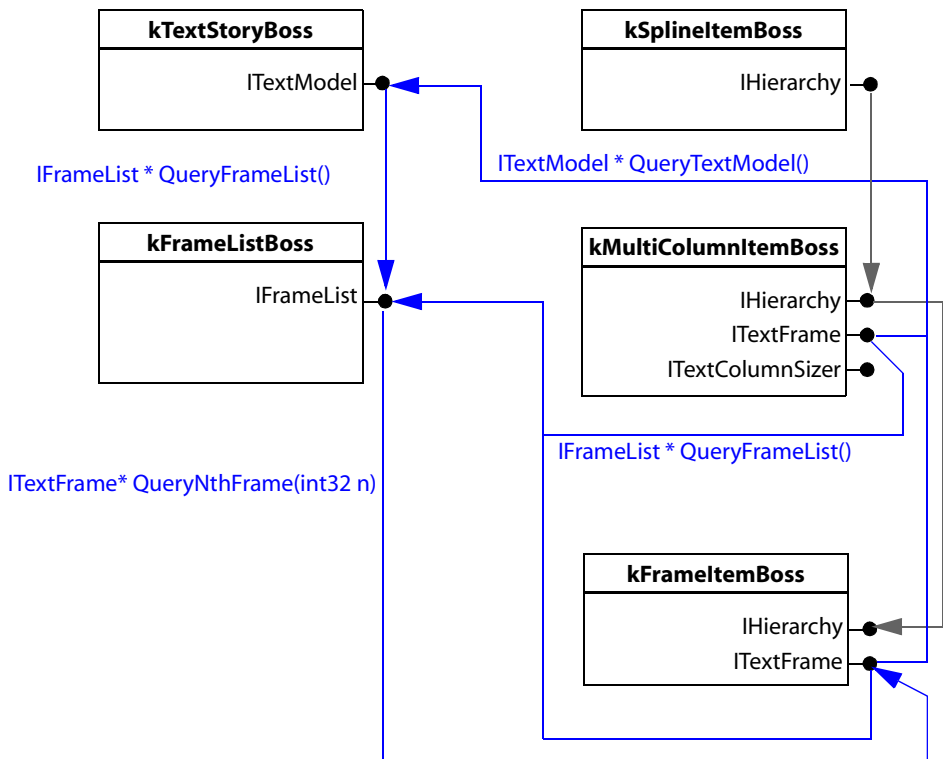 kTextStoryBoss
ITextModel
kSplineItemBoss
IHierarchy
IFrameList * QueryFrameList()
ITextModel * QueryTextModel()
kFrameListBoss
IFrameList
kMultiColumnItemBoss
IHierarchy
ITextFrame
ITextColumnSizer
IFrameList * QueryFrameList()
ITextFrame* QueryNthFrame(int32 n)
kFrameItemBoss
IHierarchy
ITextFrame